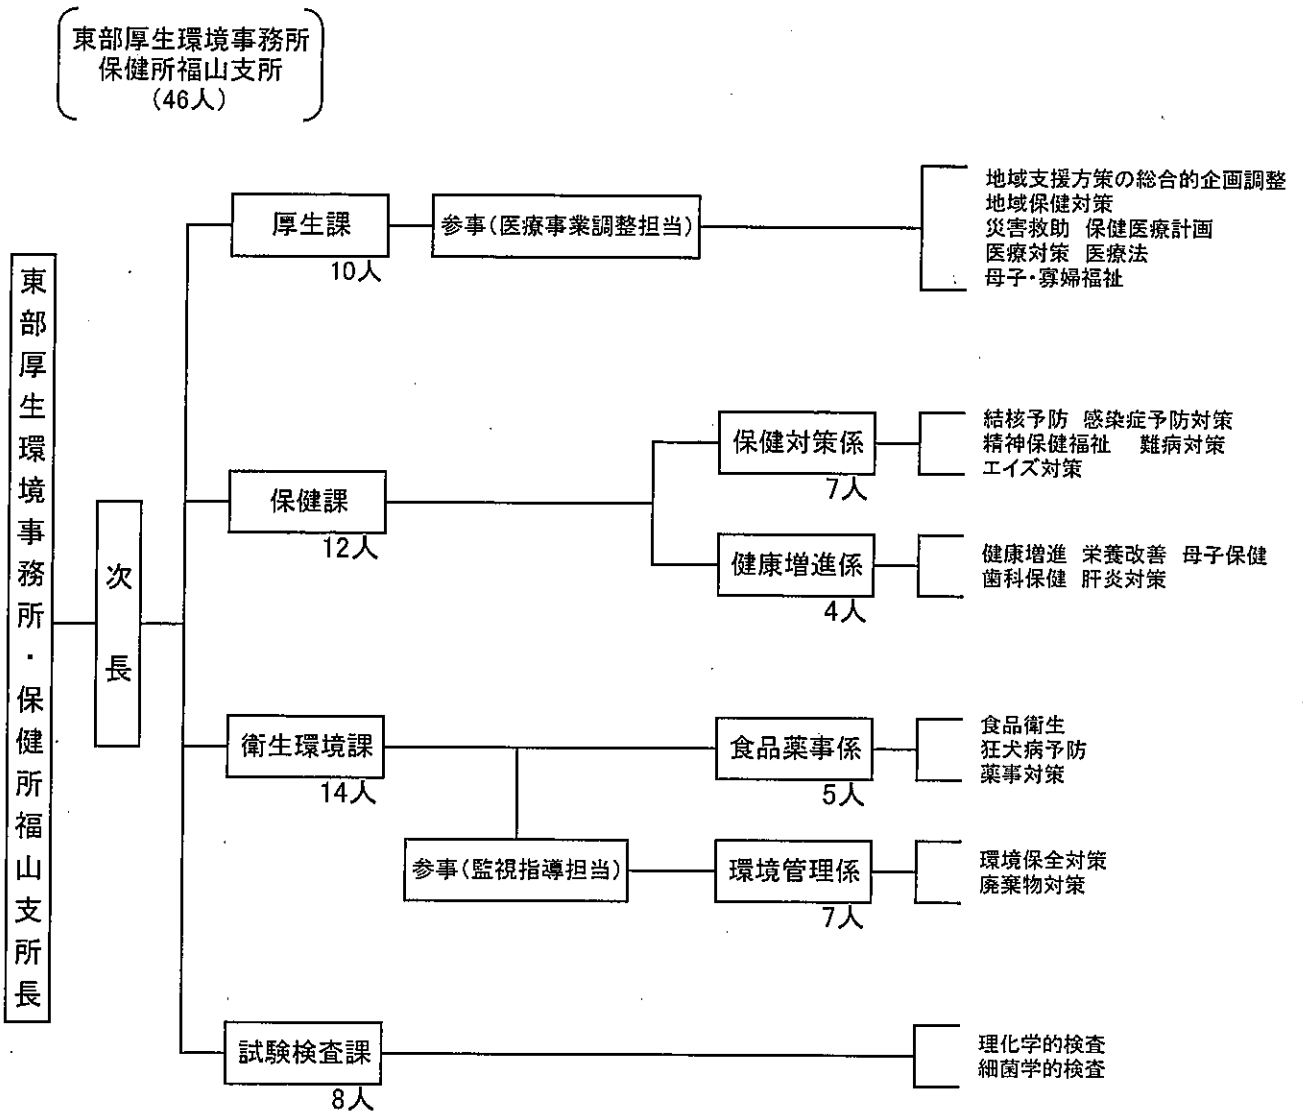 東部厚生環境事務所
保健所福山支所
(46人)
東部厚生環境事務所・保健所福山支所長
次長
厚生課
10人
参事(医療事業調整担当)
地域支援方策の総合的企画調整
地域保健対策
災害救助 保健医療計画
医療対策 医療法
母子・寡婦福祉
保健課
12人
保健対策係
7人
結核予防 感染症予防対策
精神保健福祉 難病対策
エイズ対策
健康増進係
4人
健康増進 栄養改善 母子保健
歯科保健 肝炎対策
衛生環境課
14人
食品薬事係
5人
食品衛生
狂犬病予防
薬事対策
参事(監視指導担当)
環境管理係
7人
環境保全対策
廃棄物対策
試験検査課
8人
理化学的検査
細菌学的検査